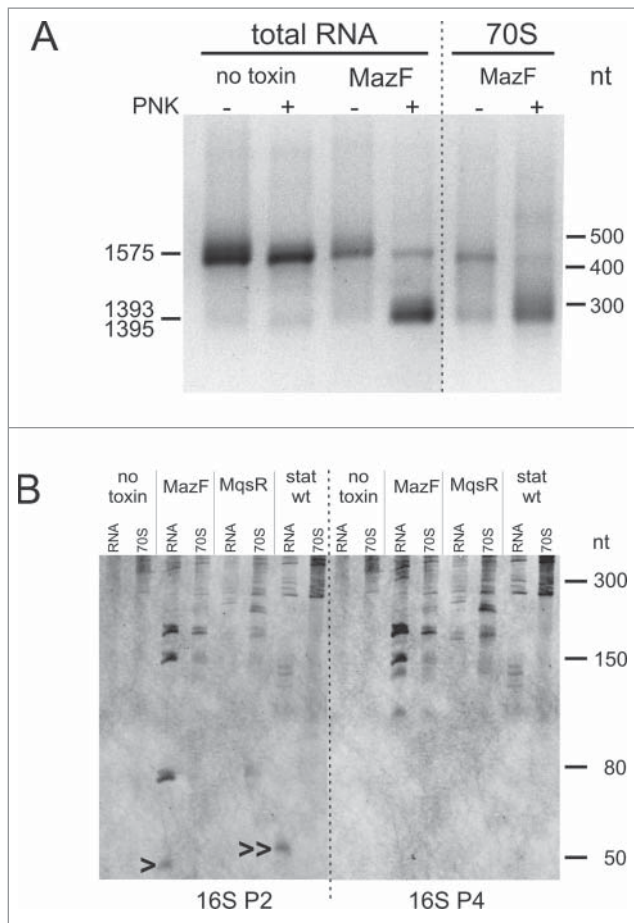 A
total RNA 70S
no toxin MazF MazF nt
PNK - + - + - +
1575
1393
1395
500
400
300
B
no toxin MazF MqsR stat wt no toxin MazF MqsR stat wt
RNA 70S RNA 70S RNA 70S RNA 70S RNA 70S RNA 70S RNA 70S RNA 70S
nt
300
150
80
50
> >>
16S P2 16S P4